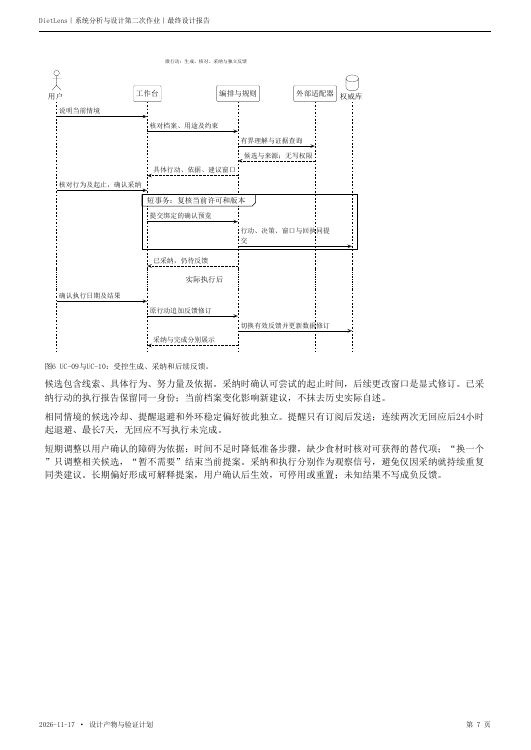 DietLens | 系统分析与设计第二次作业 | 最终设计报告
微行动：生成、核对、采纳与独立反馈
用户
工作台
编排与规则
外部适配器
权威库
说明当前情境
核对档案、用途及约束
有界理解与证据查询
候选与来源；无写权限
具体行动、依据、建议窗口
核对行为及起止，确认采纳
短事务：复核当前许可和版本
提交绑定的确认预览
行动、决策、窗口与回执同提
交
已采纳，仍待反馈
实际执行后
确认执行日期及结果
原行动追加反馈修订
切换有效反馈并更新数据修订
采纳与完成分别展示
图6 UC-09与UC-10：受控生成、采纳和后续反馈。
候选包含线索、具体行为、努力量及依据。采纳时确认可尝试的起止时间，后续更改窗口是显式修订。已采
纳行动的执行报告保留同一身份；当前档案变化影响新建议，不抹去历史实际自述。
相同情境的候选冷却、提醒退避和外环稳定偏好彼此独立。提醒只有订阅后发送；连续两次无回应后24小时
起退避、最长7天，无回应不写执行未完成。
短期调整以用户确认的障碍为依据：时间不足时降低准备步骤，缺少食材时核对可获得的替代项；“换一个
”只调整相关候选，“暂不需要”结束当前提案。采纳和执行分别作为观察信号，避免仅因采纳就持续重复
同类建议。长期偏好形成可解释提案，用户确认后生效，可停用或重置；未知结果不写成负反馈。
2026-11-17 • 设计产物与验证计划
第 7 页